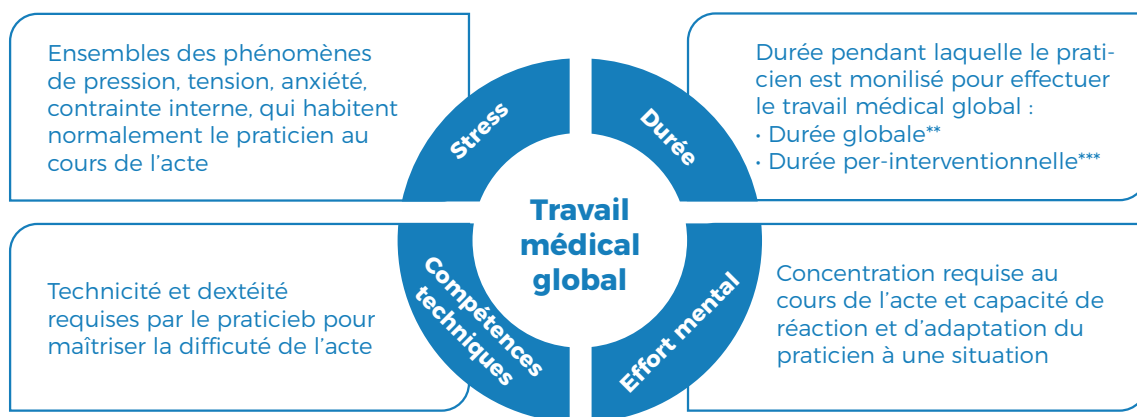 Ensembles des phénomènes
de pression, tension, anxiété,
contrainte interne, qui habitent
normalement le praticien au
cours de l'acte
Stress
Durée
Durée pendant laquelle le prati-
cien est monilisé pour effectuer
le travail médical global :
• Durée globale**
• Durée per-interventionnelle***
Travail
médical
global
Technicité et dextéité
requises par le praticieb pour
maîtriser la difficuté de l'acte
Compétences
techniques
Effort mental
Concentration requise au
cours de l'acte et capacité de
réaction et d'adaptation du
praticien à une situation